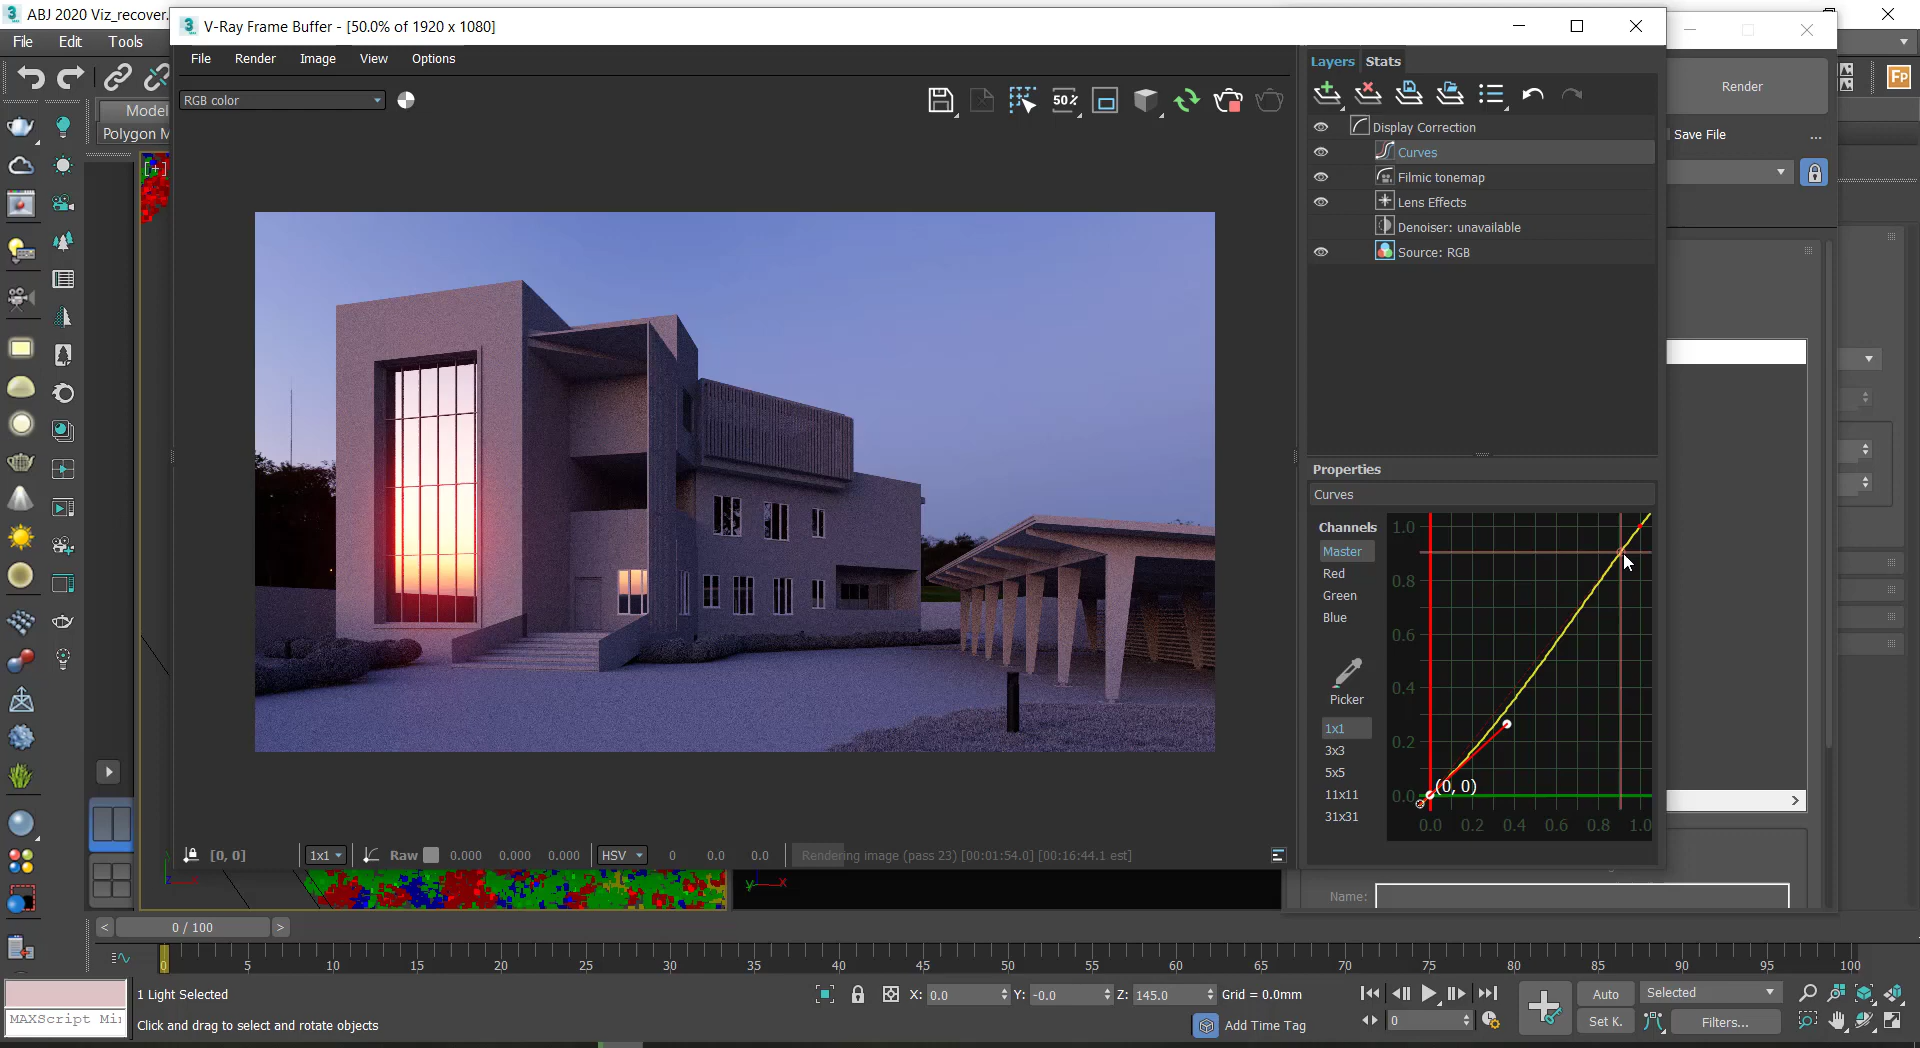 ABJ 2020 Viz_recover.
V-Ray Frame Buffer - [50.0% of 1920 x 1080]
File Edit Tools
File Render Image View Options
Layers Stats
Render
Fp
RGB color
50%
Model
Polygon M
Save File
...
Display Correction
Curves
Filmic tonemap
Lens Effects
Denoiser: unavailable
Source: RGB
[+]
Properties
Curves
Channels
Master
Red
Green
Blue
Picker
1x1
3x3
5x5
11x11
31x31
1.0
0.8
0.6
0.4
0.2
0.0
(0, 0)
0.0 0.2 0.4 0.6 0.8 1.0
[0, 0] 1x1 Raw 0.000 0.000 0.000 HSV 0 0.0 0.0 Rendering image (pass 23) [00:01:54.0] [00:16:44.1 est]
z
y x
Name:
< 0 / 100 >
0 5 10 15 20 25 30 35 40 45 50 55 60 65 70 75 80 85 90 95 100
1 Light Selected
X: 0.0 Y: -0.0 Z: 145.0 Grid = 0.0mm
Auto Selected
MAXScript Mi
Click and drag to select and rotate objects
Add Time Tag
0
Set K. Filters...